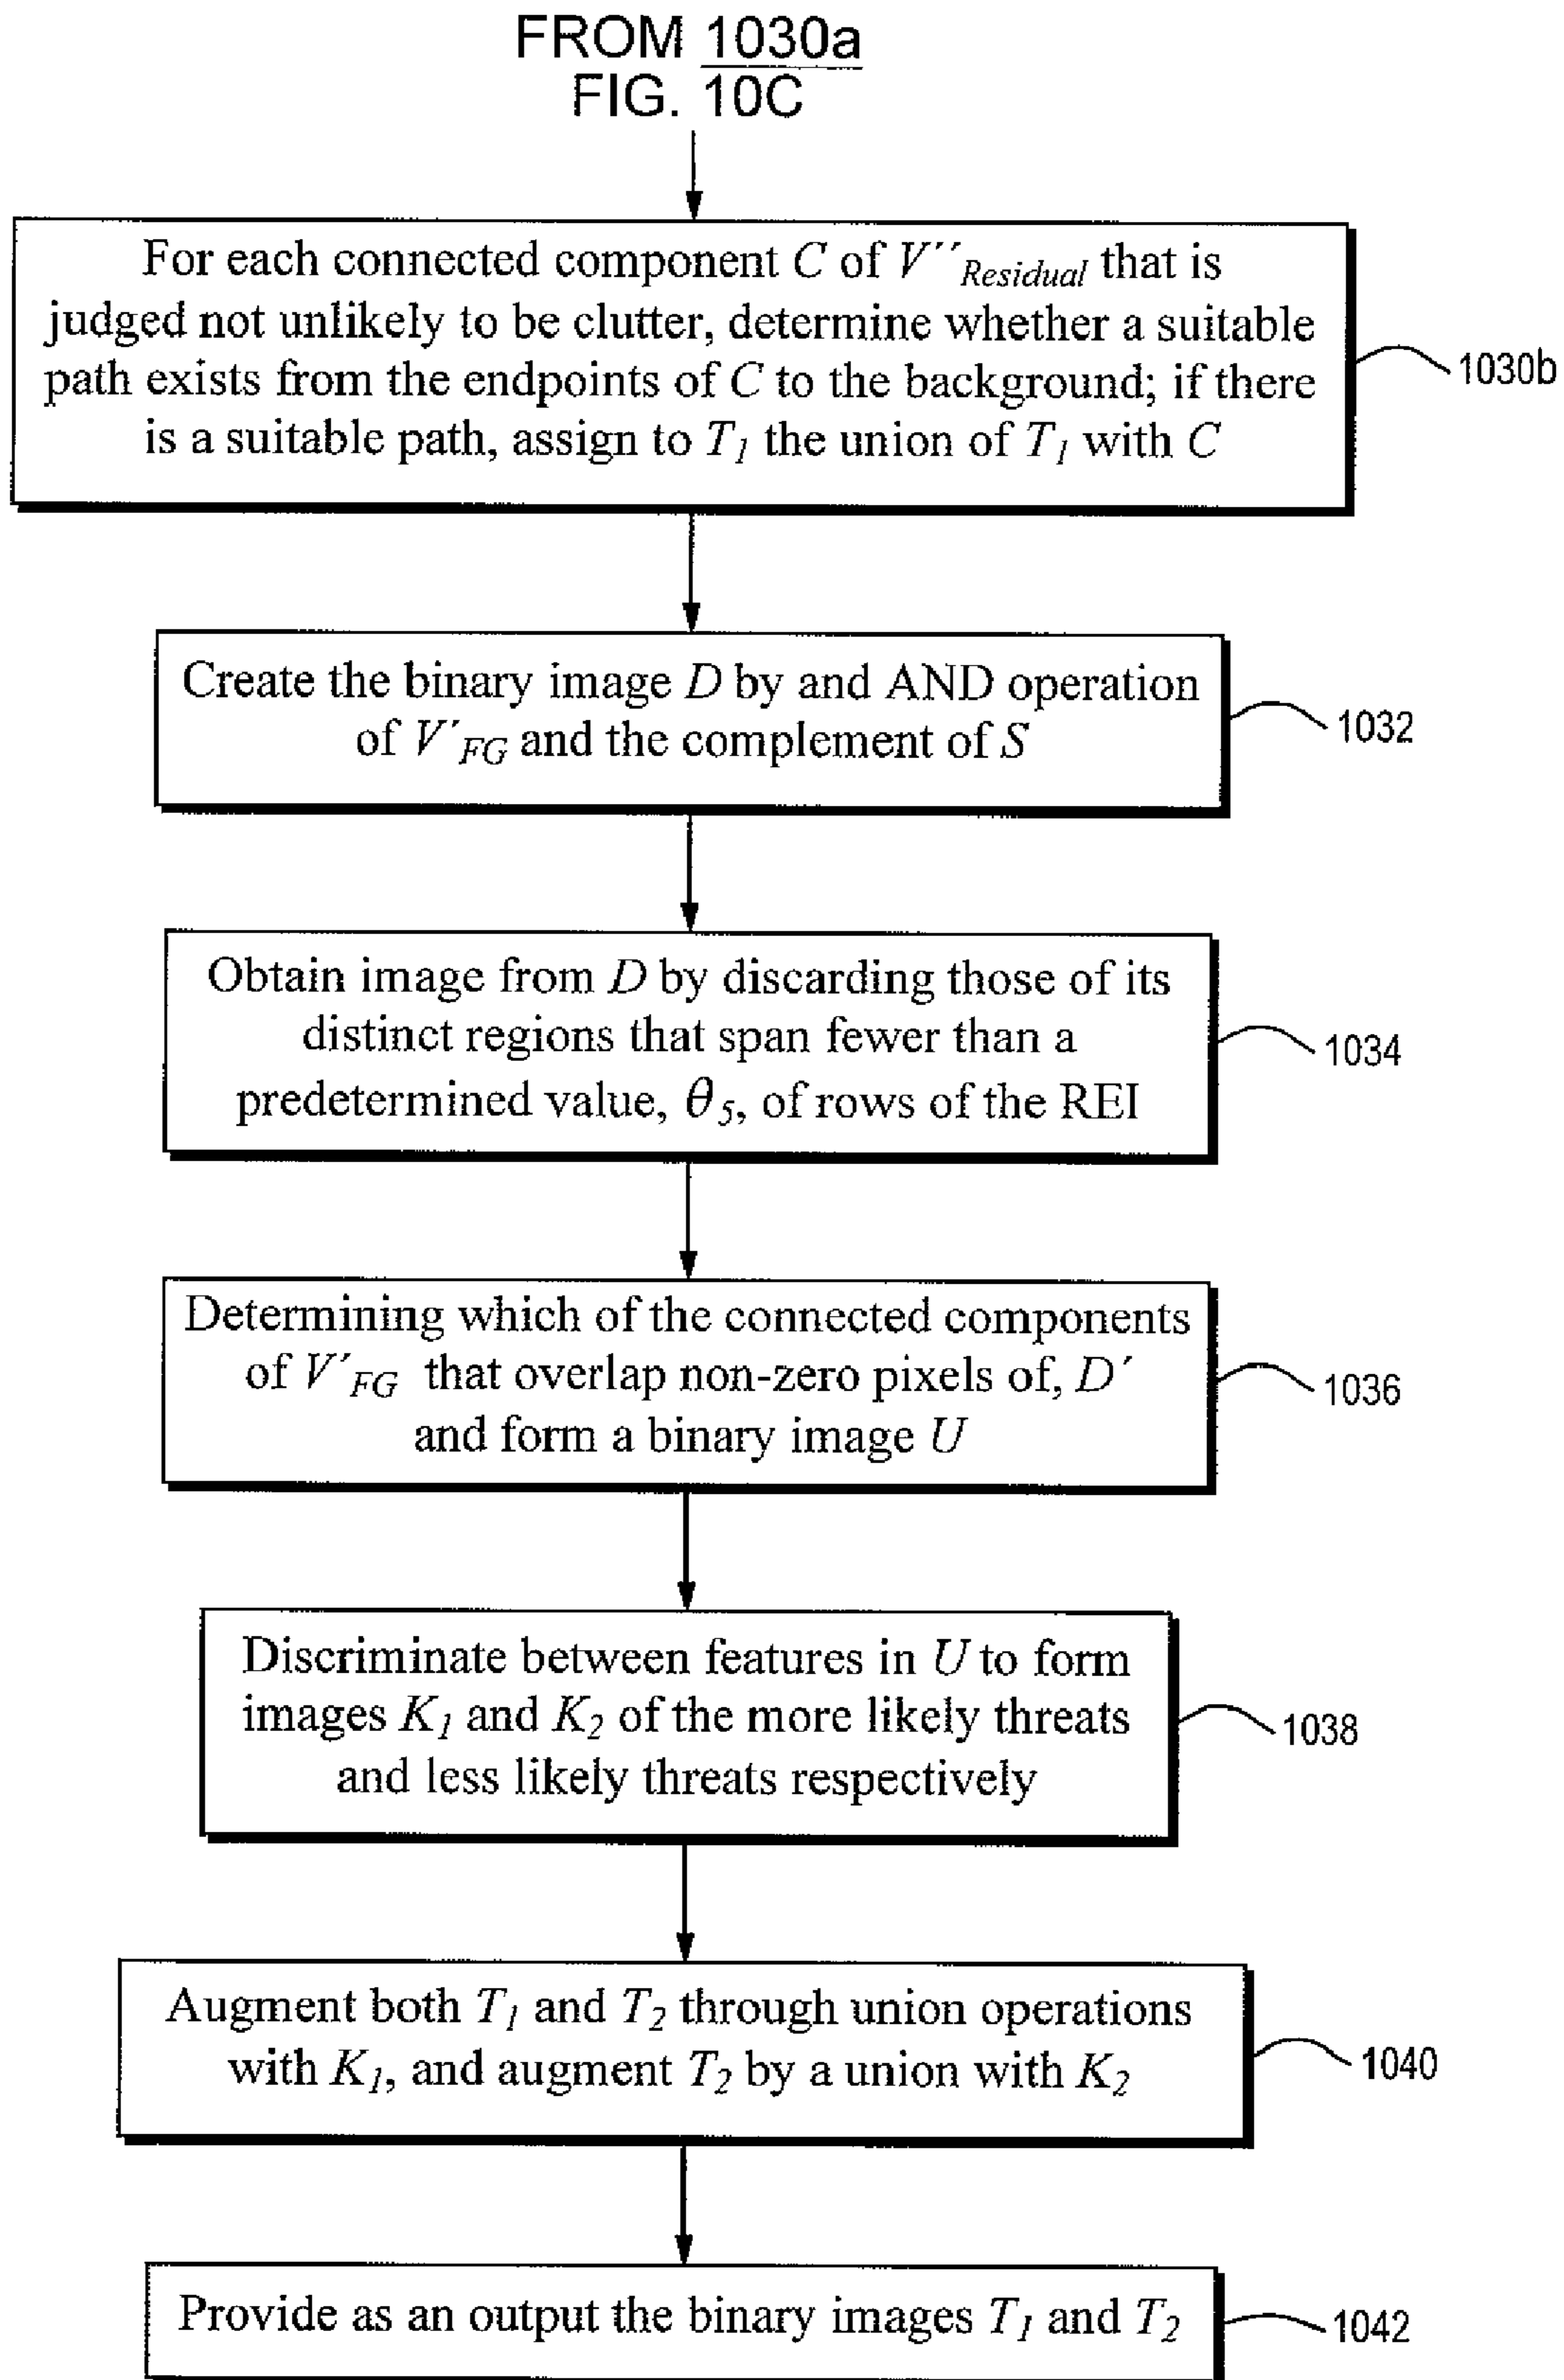 FROM 1030a
FIG. 10C
For each connected component C of V′′Residual that is
judged not unlikely to be clutter, determine whether a suitable
path exists from the endpoints of C to the background; if there
is a suitable path, assign to T1 the union of T1 with C
1030b
Create the binary image D by and AND operation
of V′FG and the complement of S
1032
Obtain image from D by discarding those of its
distinct regions that span fewer than a
predetermined value, θ5, of rows of the REI
1034
Determining which of the connected components
of V′FG that overlap non-zero pixels of, D′
and form a binary image U
1036
Discriminate between features in U to form
images K1 and K2 of the more likely threats
and less likely threats respectively
1038
Augment both T1 and T2 through union operations
with K1, and augment T2 by a union with K2
1040
Provide as an output the binary images T1 and T2
1042